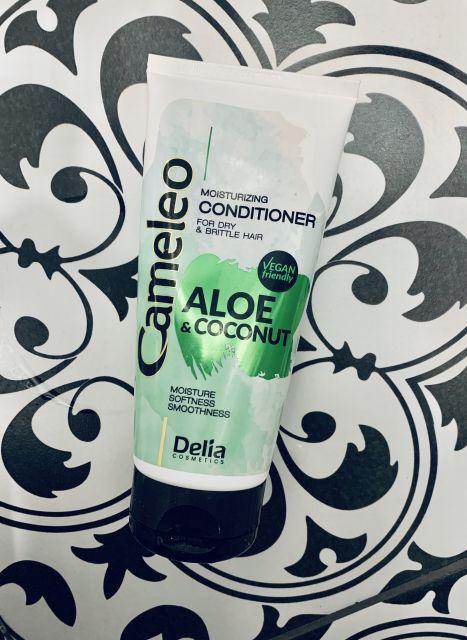 Cameleo
MOISTURIZING
CONDITIONER
FOR DRY
& BRITTLE HAIR
VEGAN
friendly
ALOE
& COCONUT
MOISTURE
SOFTNESS
SMOOTHNESS
Delia
COSMETICS